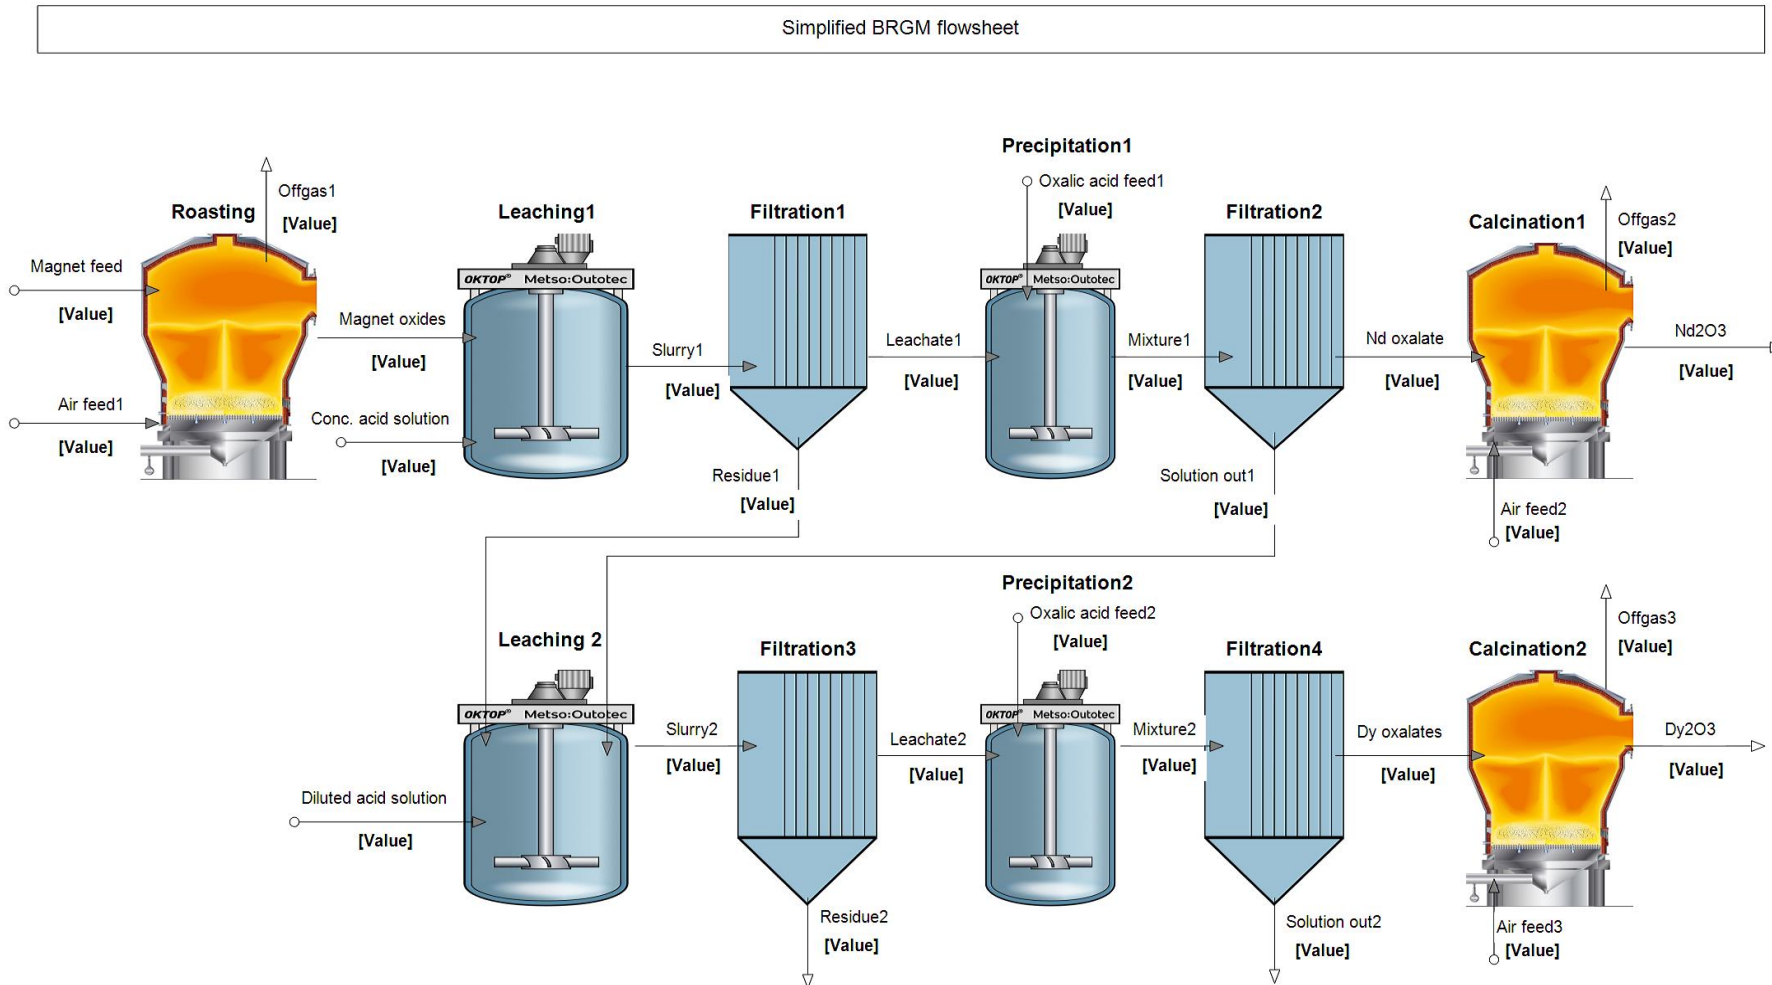 Simplified BRGM flowsheet
Precipitation1
Oxalic acid feed1
[Value]
Offgas1
[Value]
Roasting
Leaching1
Filtration1
Filtration2
Calcination1
Offgas2
[Value]
Magnet feed
[Value]
OKTOP® Metso:Outotec
OKTOP® Metso:Outotec
Magnet oxides
[Value]
Slurry1
[Value]
Leachate1
[Value]
Mixture1
[Value]
Nd oxalate
[Value]
Nd2O3
[Value]
Air feed1
[Value]
Conc. acid solution
[Value]
Residue1
[Value]
Solution out1
[Value]
Air feed2
[Value]
Precipitation2
Oxalic acid feed2
[Value]
Leaching 2
Filtration3
Filtration4
Calcination2
Offgas3
[Value]
OKTOP® Metso:Outotec
OKTOP® Metso:Outotec
Slurry2
[Value]
Leachate2
[Value]
Mixture2
[Value]
Dy oxalates
[Value]
Dy2O3
[Value]
Diluted acid solution
[Value]
Residue2
[Value]
Solution out2
[Value]
Air feed3
[Value]